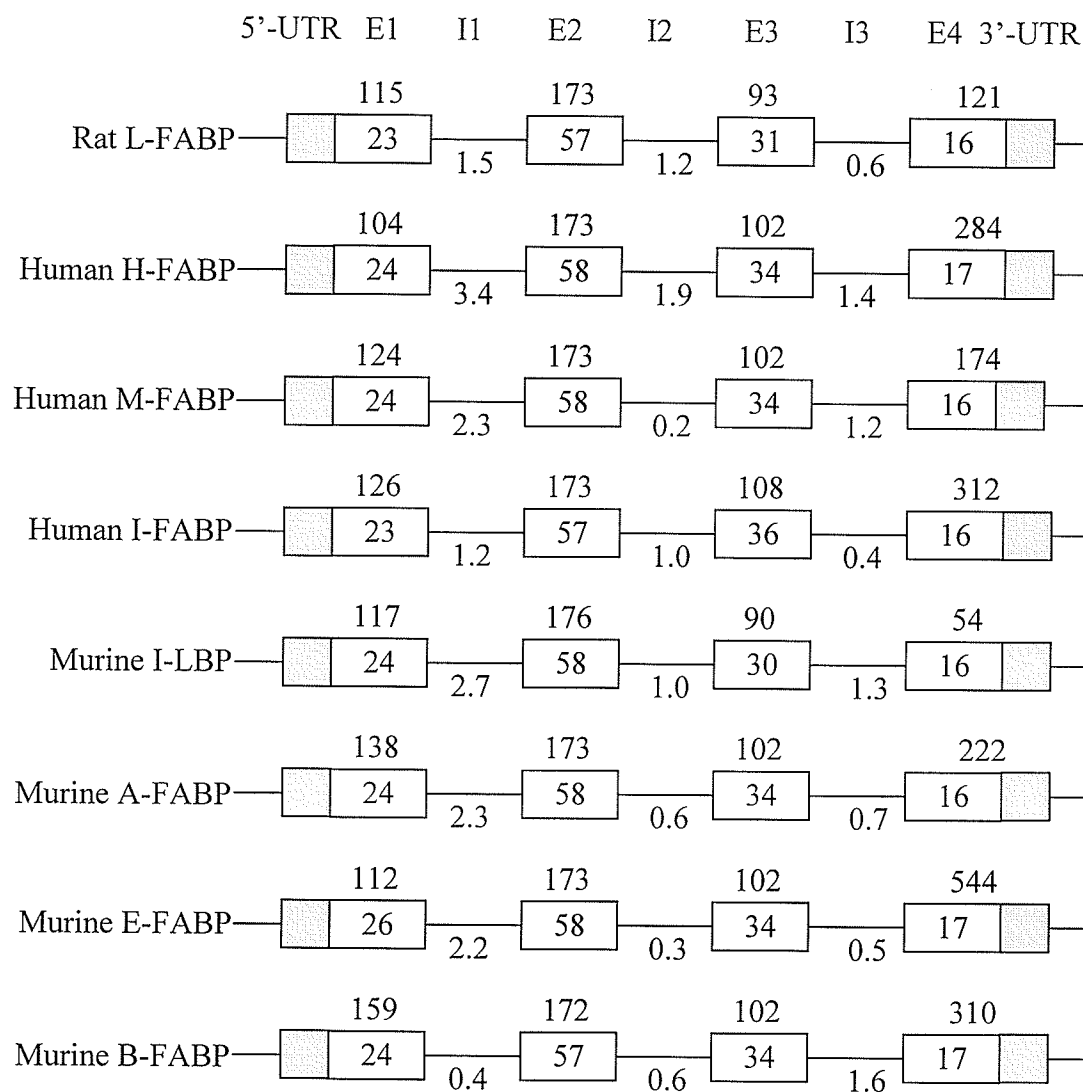 5’-UTR E1 I1 E2 I2 E3 I3 E4 3’-UTR
115 173 93 121
Rat L-FABP 23 57 31 16
1.5 1.2 0.6
104 173 102 284
Human H-FABP 24 58 34 17
3.4 1.9 1.4
124 173 102 174
Human M-FABP 24 58 34 16
2.3 0.2 1.2
126 173 108 312
Human I-FABP 23 57 36 16
1.2 1.0 0.4
117 176 90 54
Murine I-LBP 24 58 30 16
2.7 1.0 1.3
138 173 102 222
Murine A-FABP 24 58 34 16
2.3 0.6 0.7
112 173 102 544
Murine E-FABP 26 58 34 17
2.2 0.3 0.5
159 172 102 310
Murine B-FABP 24 57 34 17
0.4 0.6 1.6